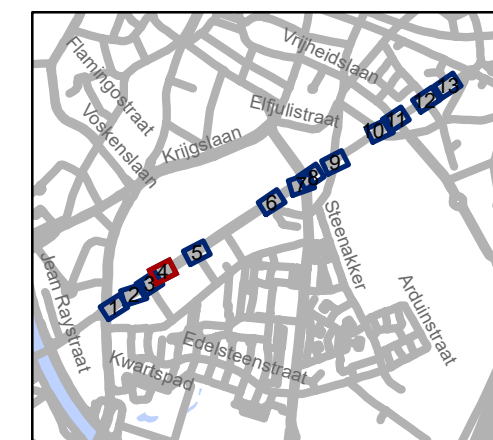 Vrijheidslaan
Flamingostraat
Elfjulistraat
Voskenslaan
Krijgslaan
13
12
11
10
9
8
7
6
Steenakker
5
4
3
2
1
Jean Raystraat
Arduinstraat
Edelsteenstraat
Kwartspad